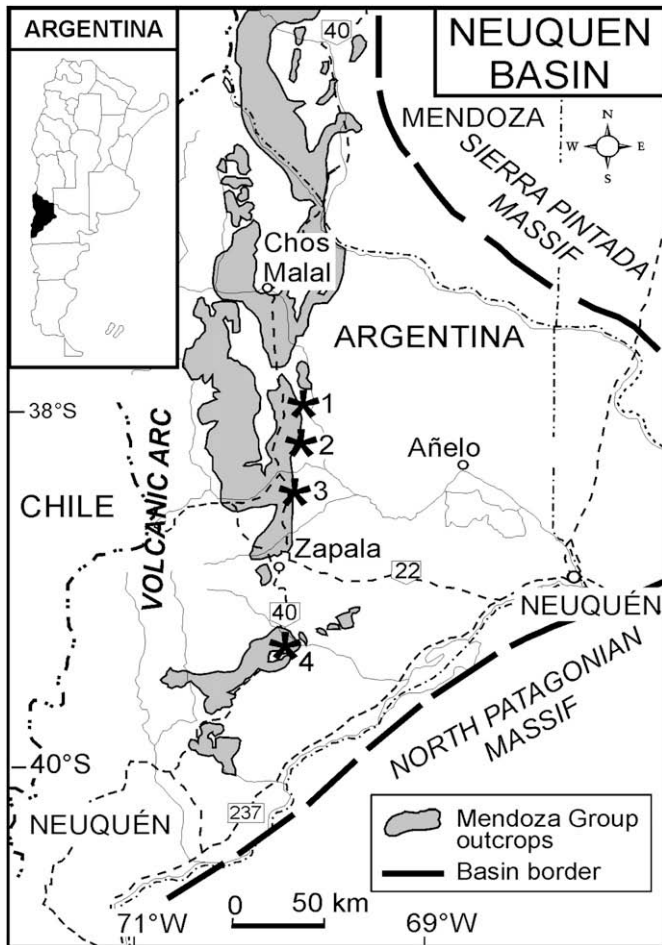 ARGENTINA
NEUQUEN
BASIN
40
MENDOZA
N
W E
S
SIERRA PINTADA
MASSIF
Chos
Malal
ARGENTINA
38°S
1
2
3
Añelo
CHILE
VOLCANIC ARC
Zapala
22
NEUQUÉN
40
4
NORTH PATAGONIAN
MASSIF
40°S
NEUQUÉN
237
Mendoza Group
outcrops
Basin border
0 50 km
71°W 69°W